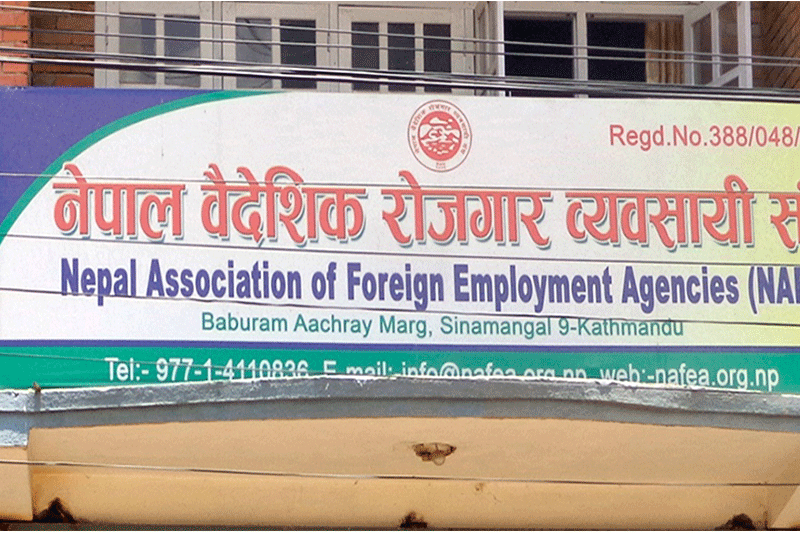 Regd.No.388/048/
नेपाल वैदेशिक रोजगार व्यवसायी सं
Nepal Association of Foreign Employment Agencies (NA
Baburam Aachray Marg, Sinamangal 9-Kathmandu
Tel:- 977-1-4110836 E-mail: info@nafea.org.np web:-nafea.org.np